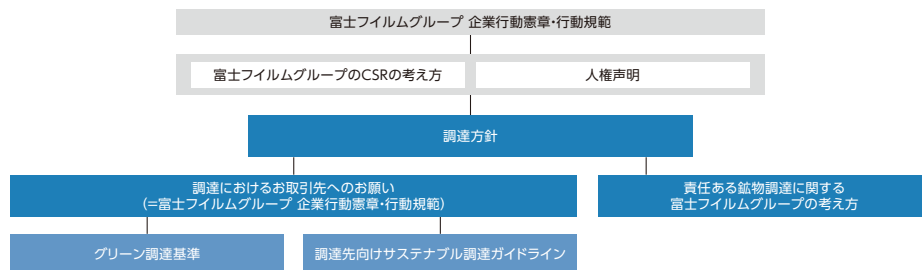 富士フイルムグループ 企業行動憲章・行動規範
富士フイルムグループのCSRの考え方
人権声明
調達方針
調達におけるお取引先へのお願い
(=富士フイルムグループ 企業行動憲章・行動規範)
責任ある鉱物調達に関する
富士フイルムグループの考え方
グリーン調達基準
調達先向けサステナブル調達ガイドライン